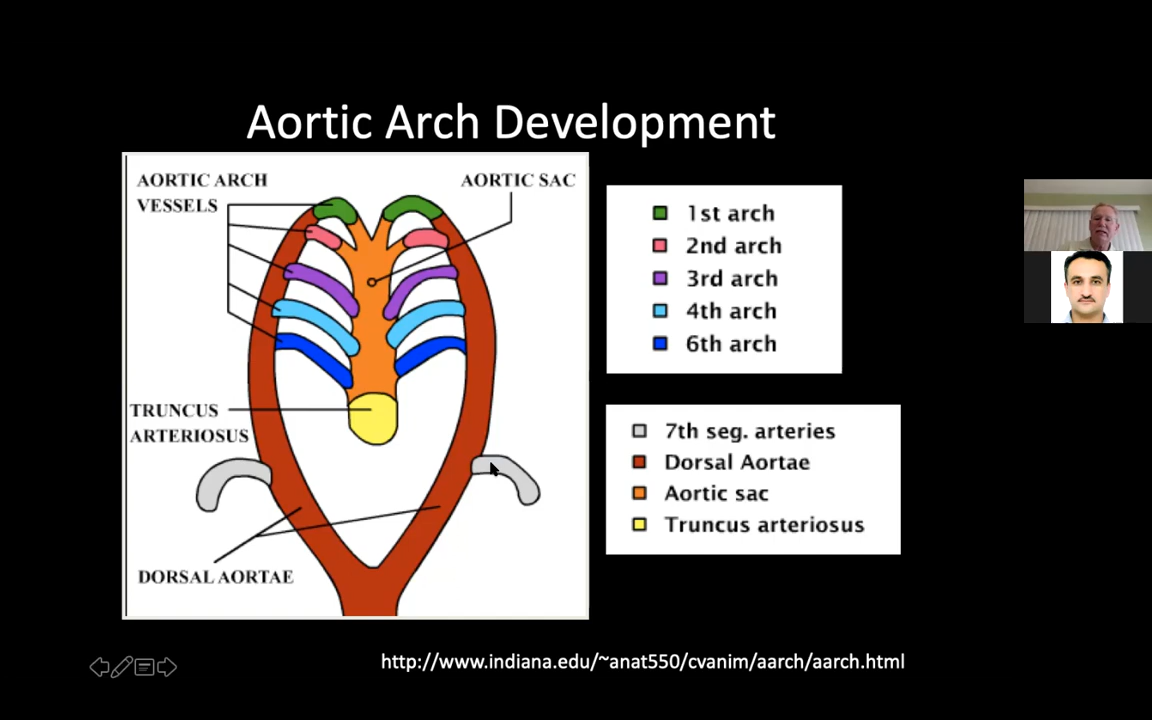 Aortic Arch Development
AORTIC ARCH
VESSELS
AORTIC SAC
TRUNCUS
ARTERIOSUS
DORSAL AORTAE
1st arch
2nd arch
3rd arch
4th arch
6th arch
7th seg. arteries
Dorsal Aortae
Aortic sac
Truncus arteriosus
http://www.indiana.edu/~anat550/cvanim/aarch/aarch.html